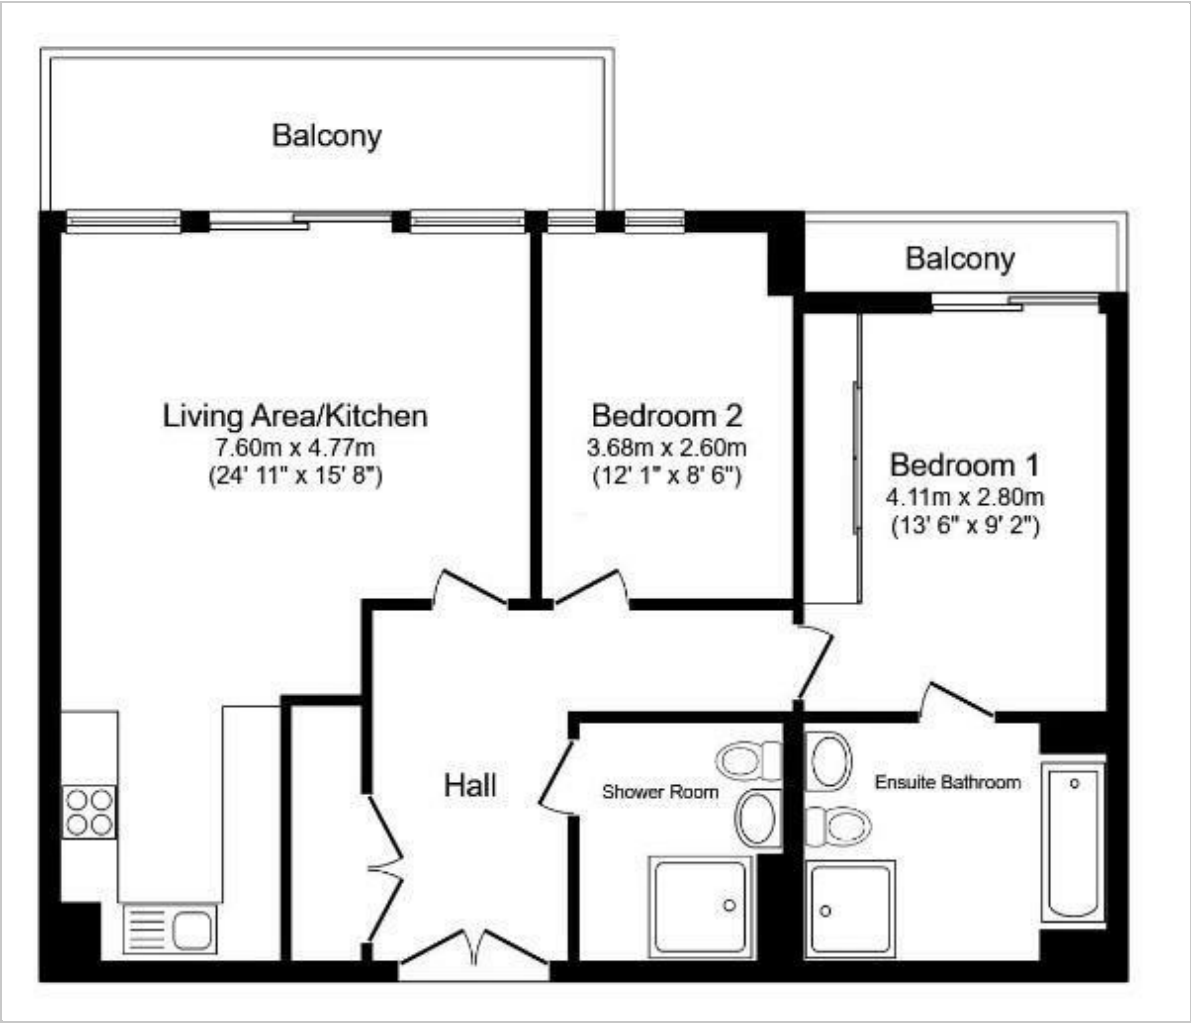 Balcony
Balcony
Living Area/Kitchen
7.60m x 4.77m
(24' 11" x 15' 8")
Bedroom 2
3.68m x 2.60m
(12' 1" x 8' 6")
Bedroom 1
4.11m x 2.80m
(13' 6" x 9' 2")
Hall
Shower Room
Ensuite Bathroom